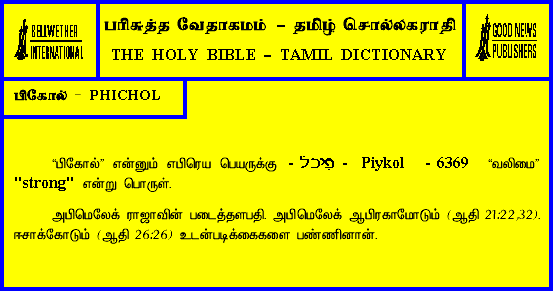 BELLWETHER
INTERNATIONAL
பரிசுத்த வேதாகமம் – தமிழ் சொல்லகராதி
THE HOLY BIBLE – TAMIL DICTIONARY
GOOD NEWS
PUBLISHERS
பிகோல் – PHICHOL
“பிகோல்” என்னும் எபிரெய பெயருக்கு - פִּיכֹל - Piykol - 6369 “வலிமை”
"strong" என்று பொருள்.
அபிமெலேக் ராஜாவின் படைத்தளபதி. அபிமெலேக் ஆபிரகாமோடும் (ஆதி 21:22,32).
ஈசாக்கோடும் (ஆதி 26:26) உடன்படிக்கைகளை பண்ணினான்.